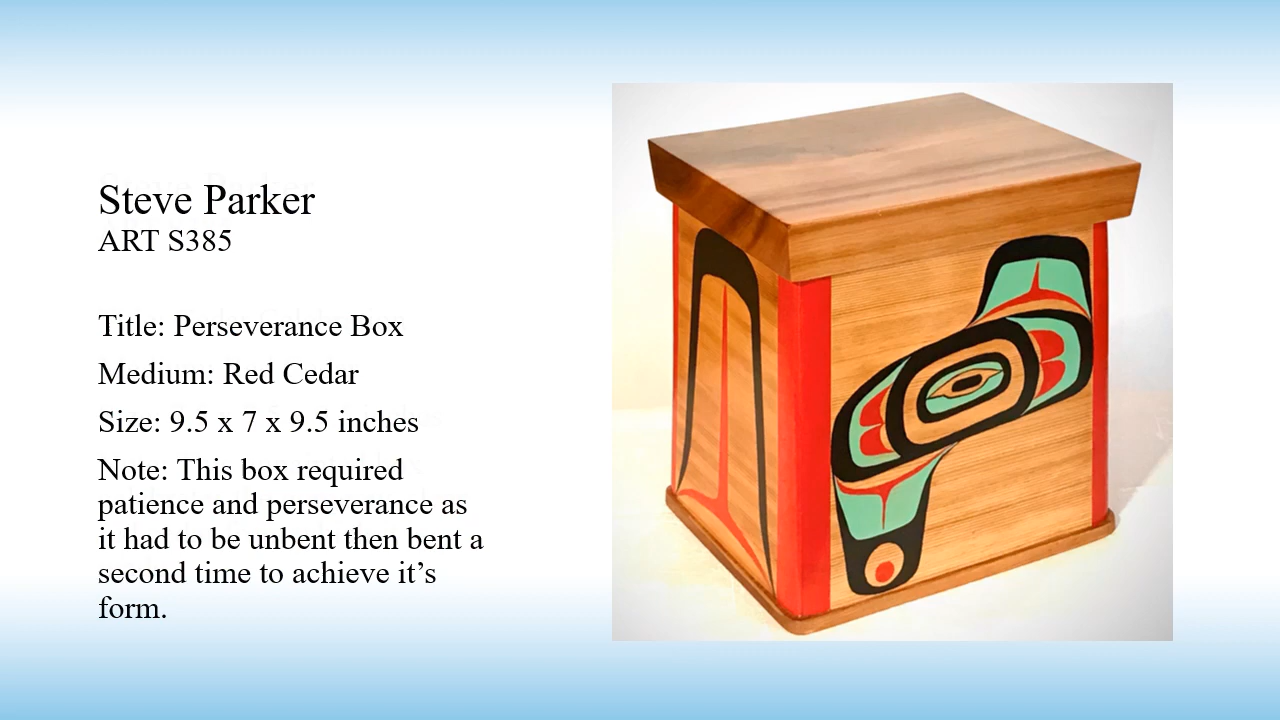 Steve Parker
ART S385
Title: Perseverance Box
Medium: Red Cedar
Size: 9.5 x 7 x 9.5 inches
Note: This box required
patience and perseverance as
it had to be unbent then bent a
second time to achieve it’s
form.